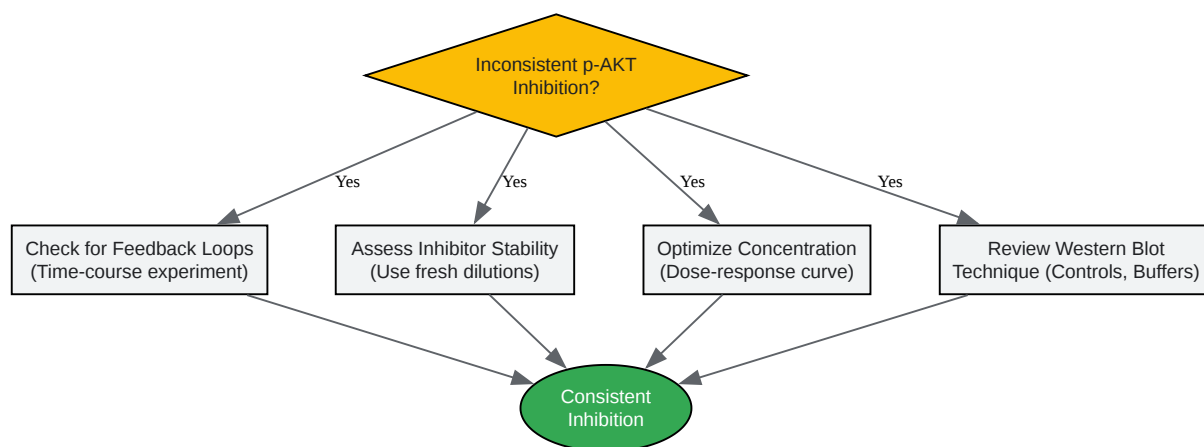 Inconsistent p-AKT
Inhibition?
Yes
Yes
Yes
Yes
Check for Feedback Loops
(Time-course experiment)
Assess Inhibitor Stability
(Use fresh dilutions)
Optimize Concentration
(Dose-response curve)
Review Western Blot
Technique (Controls, Buffers)
Consistent
Inhibition